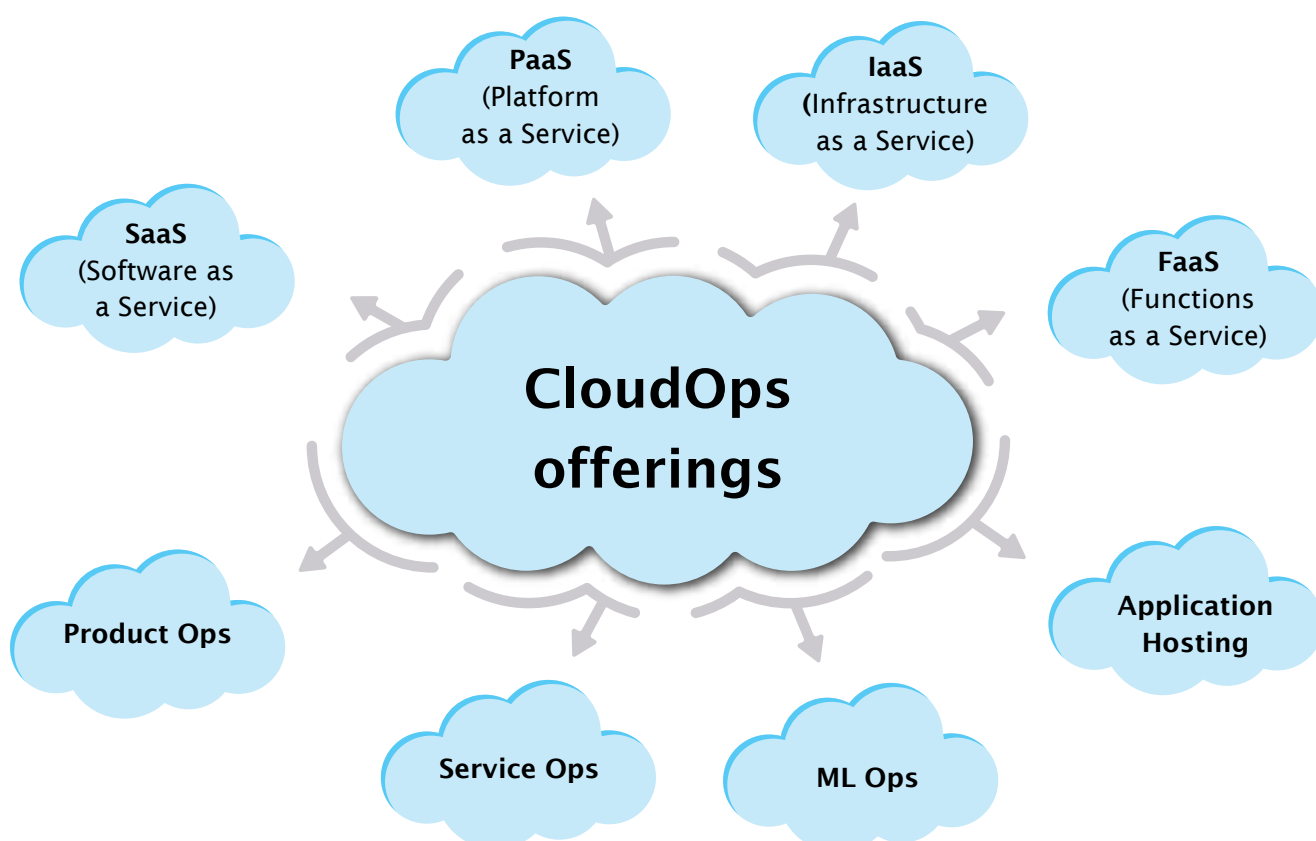 PaaS
(Platform
as a Service)
IaaS
(Infrastructure
as a Service)
SaaS
(Software as
a Service)
FaaS
(Functions
as a Service)
CloudOps
offerings
Product Ops
Application
Hosting
Service Ops
ML Ops